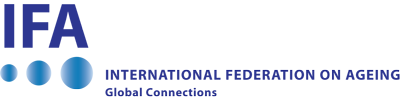 IFA
INTERNATIONAL FEDERATION ON AGEING
Global Connections